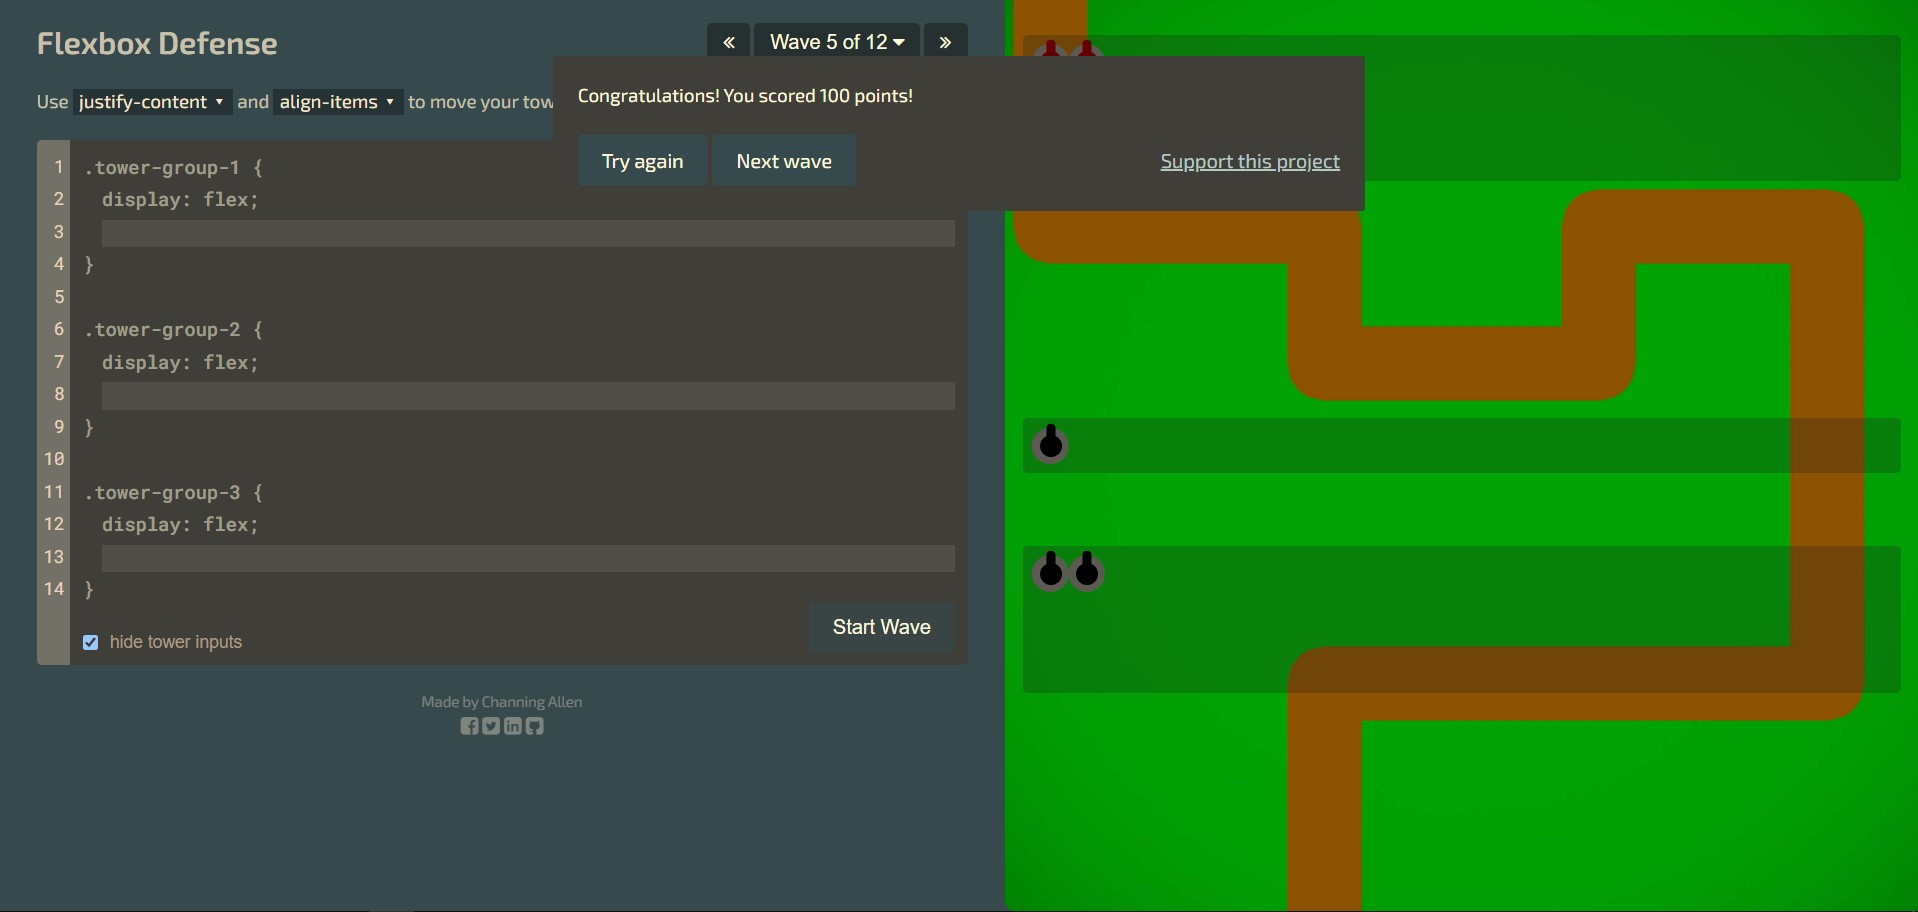 Flexbox Defense
« Wave 5 of 12 »
Use justify-content and align-items to move your tow
Congratulations! You scored 100 points!
Try again
Next wave
Support this project
1 .tower-group-1 {
2 display: flex;
3
4 }
5
6 .tower-group-2 {
7 display: flex;
8
9 }
10
11 .tower-group-3 {
12 display: flex;
13
14 }
hide tower inputs
Start Wave
Made by Channing Allen